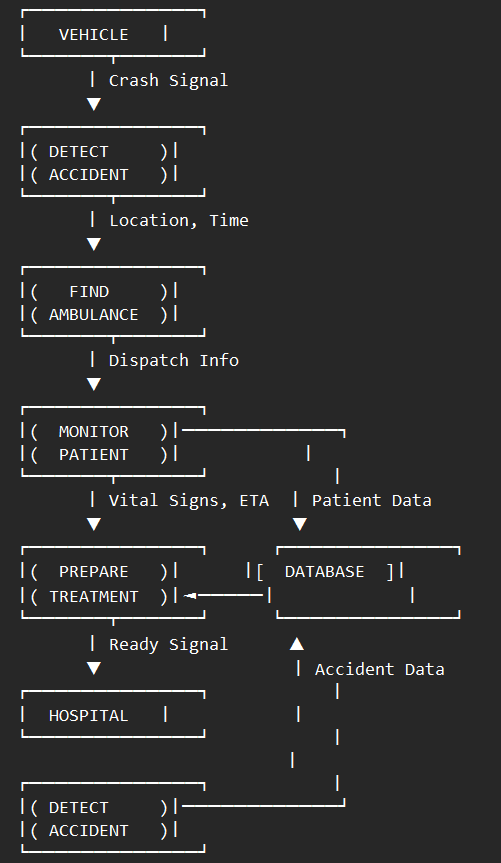 VEHICLE
Crash Signal
( DETECT )
( ACCIDENT )
Location, Time
( FIND )
( AMBULANCE )
Dispatch Info
( MONITOR )
( PATIENT )
Vital Signs, ETA
Patient Data
( PREPARE )
( TREATMENT )
[ DATABASE ]
Ready Signal
Accident Data
HOSPITAL
( DETECT )
( ACCIDENT )